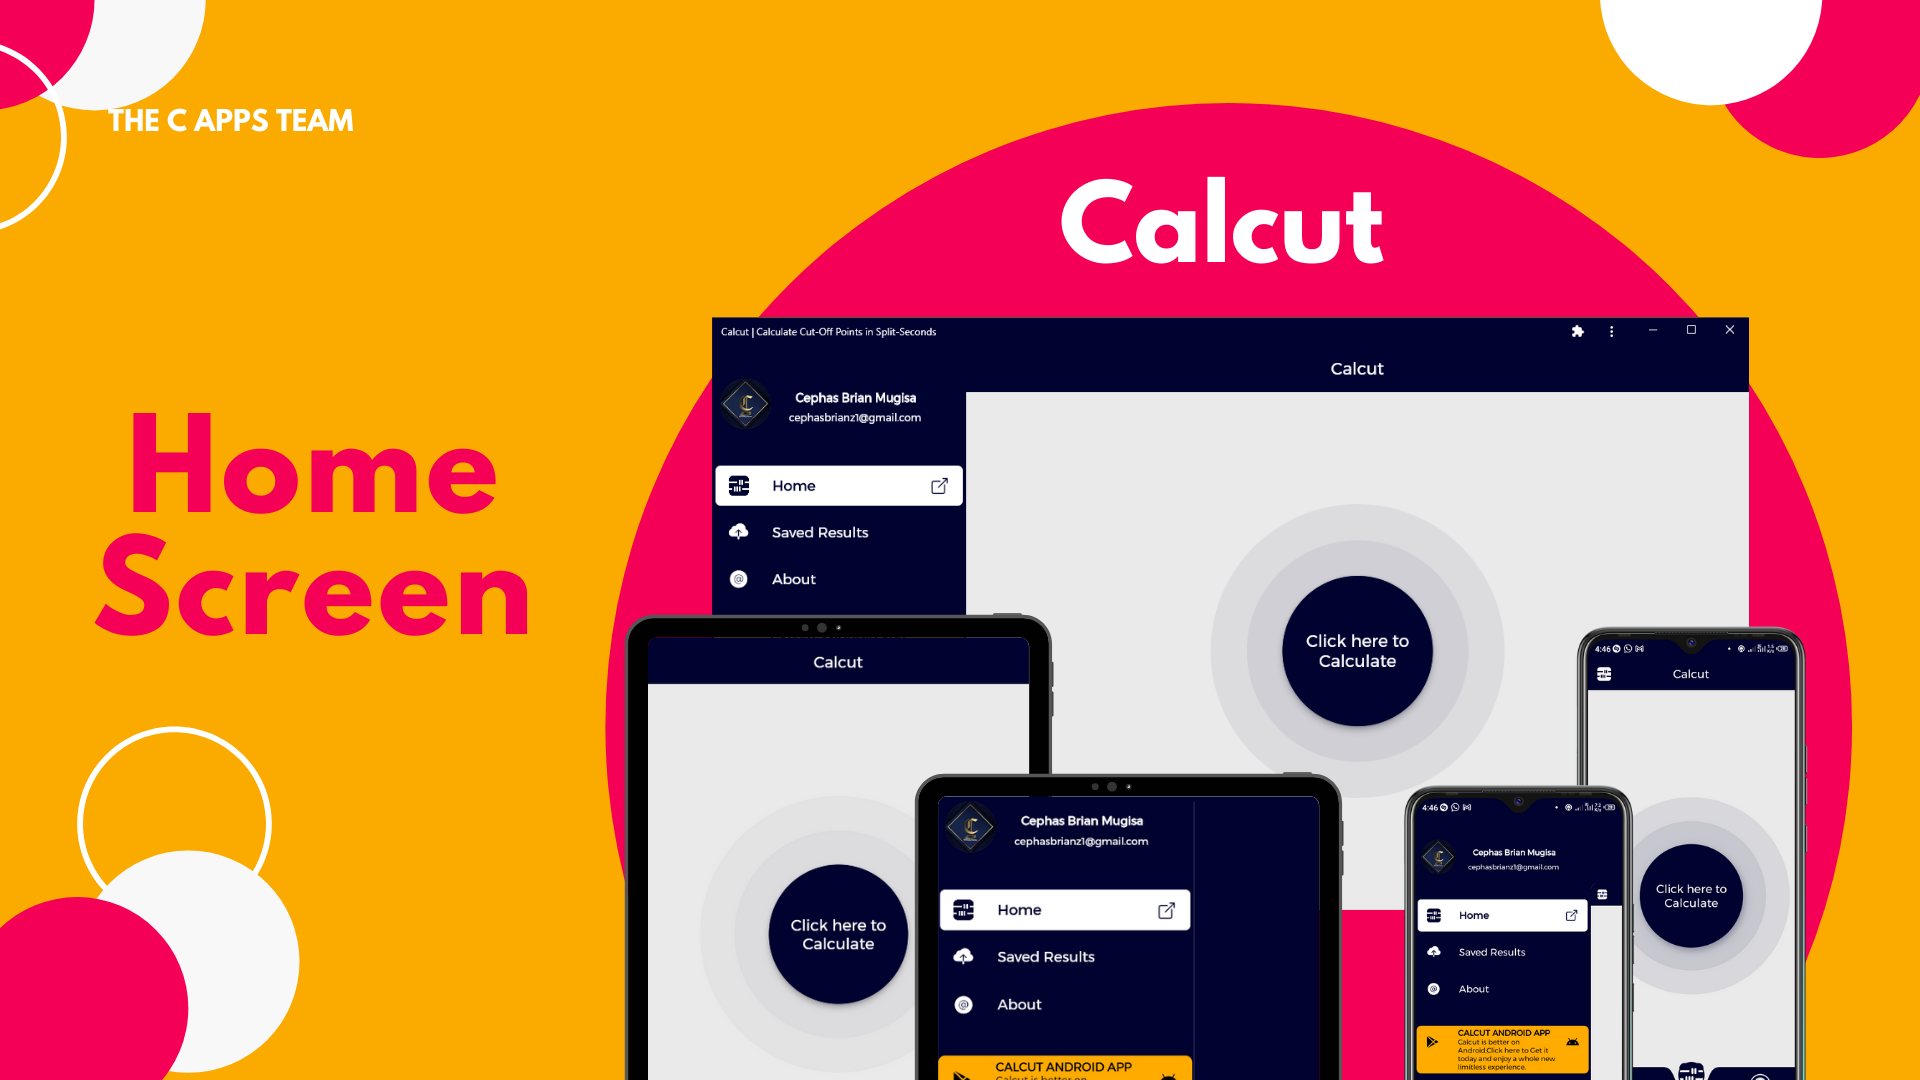 THE C APPS TEAM
Calcut
Home
Screen
Calcut | Calculate Cut-Off Points in Split-Seconds
Calcut
Cephas Brian Mugisa
cephasbrianz1@gmail.com
Home
Saved Results
About
Click here to
Calculate
Calcut
Click here to
Calculate
Cephas Brian Mugisa
cephasbrianz1@gmail.com
Home
Saved Results
About
CALCUT ANDROID APP
Calcut is better on
4:46
Cephas Brian Mugisa
cephasbrianz1@gmail.com
Home
Saved Results
About
CALCUT ANDROID APP
Calcut is better on
Android.Click here to Get it
today and enjoy a whole new
limitless experience.
4:46
Calcut
Click here to
Calculate